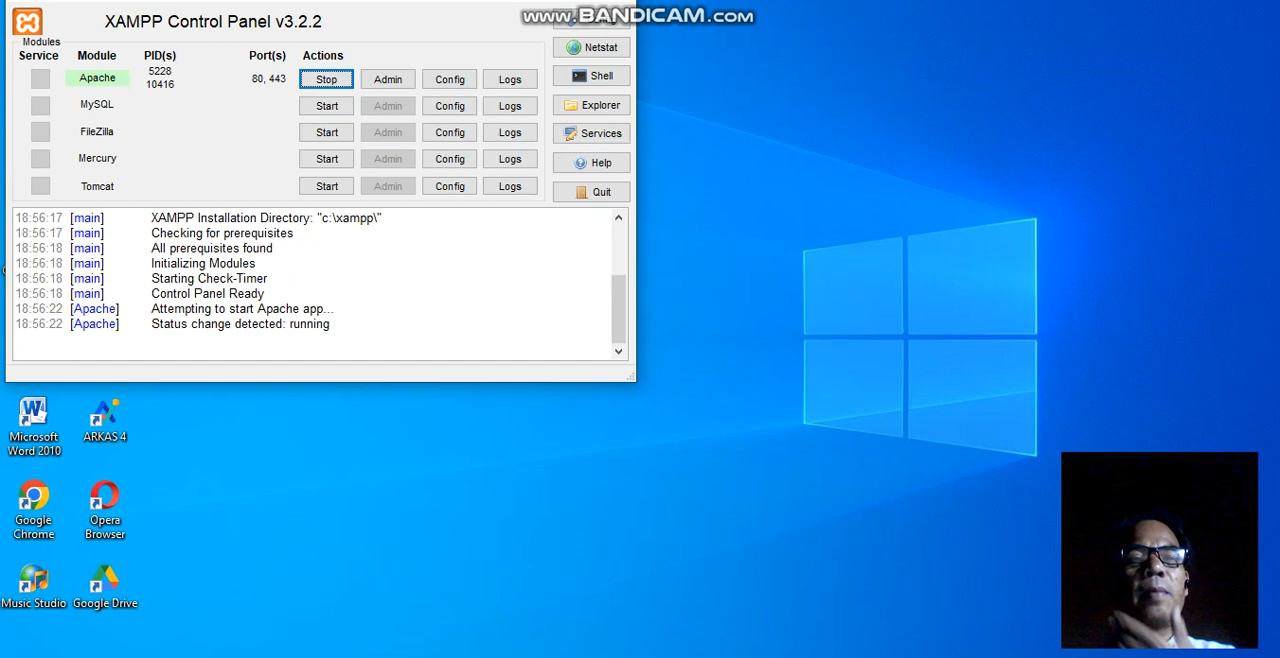 XAMPP Control Panel v3.2.2
www.BANDICAM.com
Modules
Service Module PID(s) Port(s) Actions
Apache 5228 10416 80, 443 Stop Admin Config Logs
MySQL Start Admin Config Logs
FileZilla Start Admin Config Logs
Mercury Start Admin Config Logs
Tomcat Start Admin Config Logs
Netstat
Shell
Explorer
Services
Help
Quit
18:56:17 [main] XAMPP Installation Directory: "c:\xampp\"
18:56:17 [main] Checking for prerequisites
18:56:18 [main] All prerequisites found
18:56:18 [main] Initializing Modules
18:56:18 [main] Starting Check-Timer
18:56:18 [main] Control Panel Ready
18:56:22 [Apache] Attempting to start Apache app...
18:56:22 [Apache] Status change detected: running
Microsoft
Word 2010
ARKAS 4
Google
Chrome
Opera
Browser
Music Studio
Google Drive